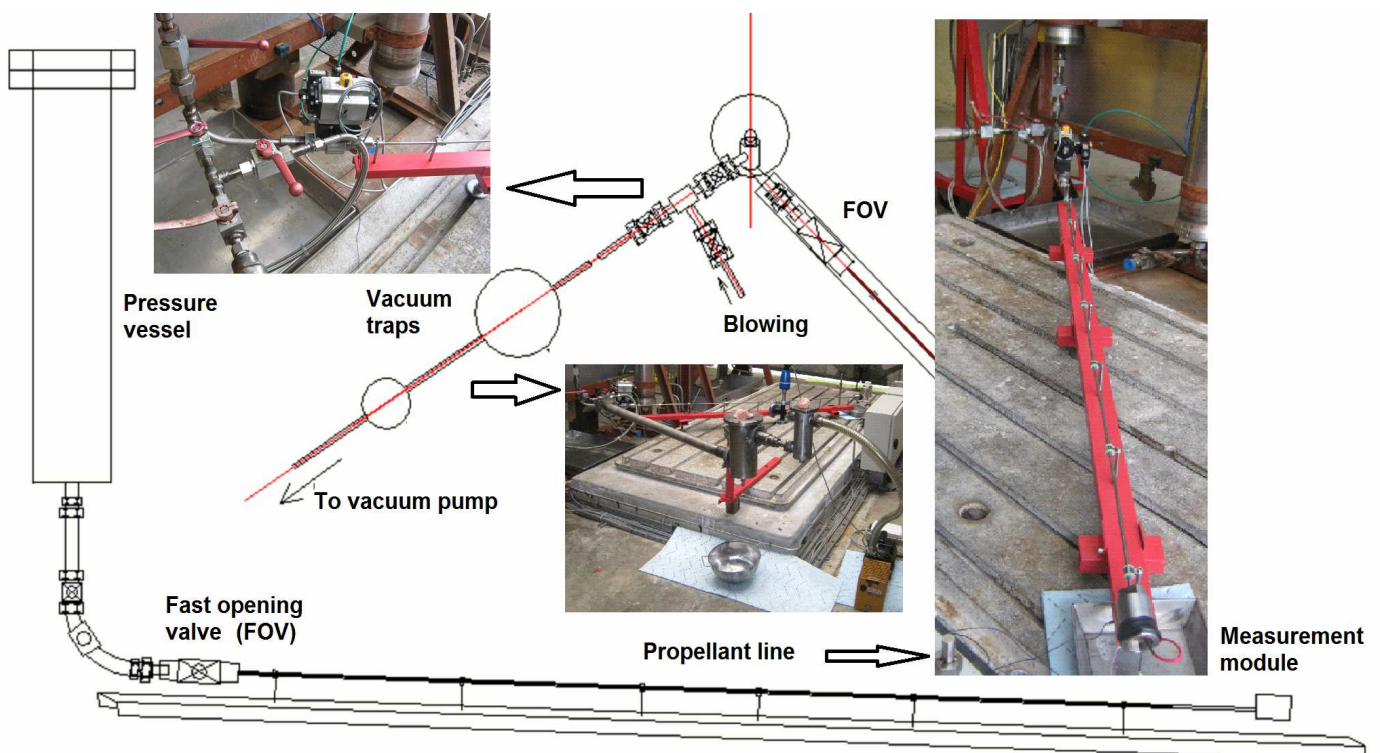 FOV
Pressure
vessel
Vacuum
traps
Blowing
To vacuum pump
Fast opening
valve (FOV)
Propellant line
Measurement
module